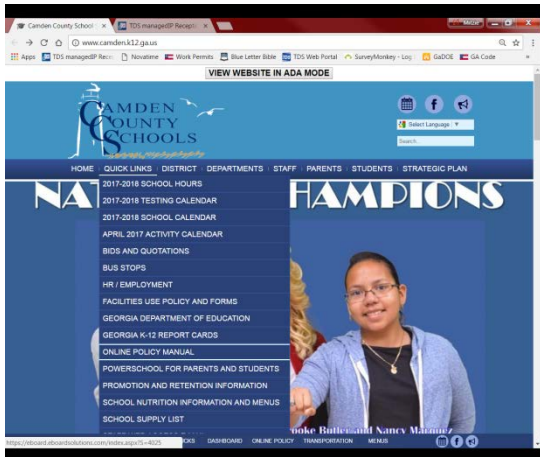 Camden County School
TDS managedIP Recepti
www.camden.k12.ga.us
Apps TDS managedIP Rece Novatime Work Permits Blue Letter Bible TDS Web Portal SurveyMonkey - Log GaDOE GA Code
VIEW WEBSITE IN ADA MODE
CAMDEN
COUNTY
SCHOOLS
Select Language ▼
Search
HOME QUICK LINKS DISTRICT DEPARTMENTS STAFF PARENTS STUDENTS STRATEGIC PLAN
2017-2018 SCHOOL HOURS
NAT HAMPIONS
2017-2018 TESTING CALENDAR
2017-2018 SCHOOL CALENDAR
APRIL 2017 ACTIVITY CALENDAR
BIDS AND QUOTATIONS
BUS STOPS
HR / EMPLOYMENT
FACILITIES USE POLICY AND FORMS
GEORGIA DEPARTMENT OF EDUCATION
GEORGIA K-12 REPORT CARDS
ONLINE POLICY MANUAL
POWERSCHOOL FOR PARENTS AND STUDENTS
PROMOTION AND RETENTION INFORMATION
SCHOOL NUTRITION INFORMATION AND MENUS
SCHOOL SUPPLY LIST
ooke Butler and Nancy Marquez
https://eboard.eboardsolutions.com/index.aspx?S=4025 CKS DASHBOARD ONLINE POLICY TRANSPORTATION MENUS